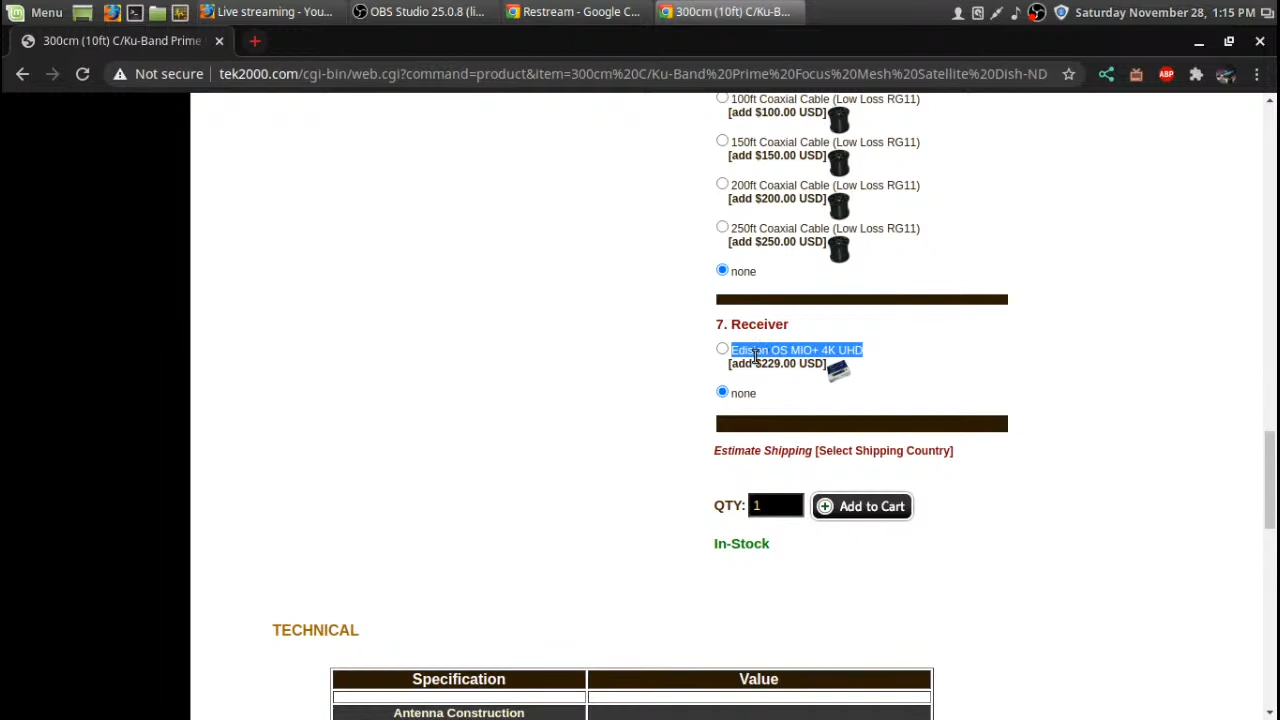 Menu
Live streaming - You...
OBS Studio 25.0.8 (li...
Restream - Google C...
300cm (10ft) C/Ku-B...
Saturday November 28, 1:15 PM
300cm (10ft) C/Ku-Band Prime
Not secure
tek2000.com/cgi-bin/web.cgi?command=product&item=300cm%20C/Ku-Band%20Prime%20Focus%20Mesh%20Satellite%20Dish-ND
ABP
100ft Coaxial Cable (Low Loss RG11)
[add $100.00 USD]
150ft Coaxial Cable (Low Loss RG11)
[add $150.00 USD]
200ft Coaxial Cable (Low Loss RG11)
[add $200.00 USD]
250ft Coaxial Cable (Low Loss RG11)
[add $250.00 USD]
none
7. Receiver
Edision OS MIO+ 4K UHD
[add $229.00 USD]
none
Estimate Shipping [Select Shipping Country]
QTY: 1 Add to Cart
In-Stock
TECHNICAL
Specification Value
Antenna Construction